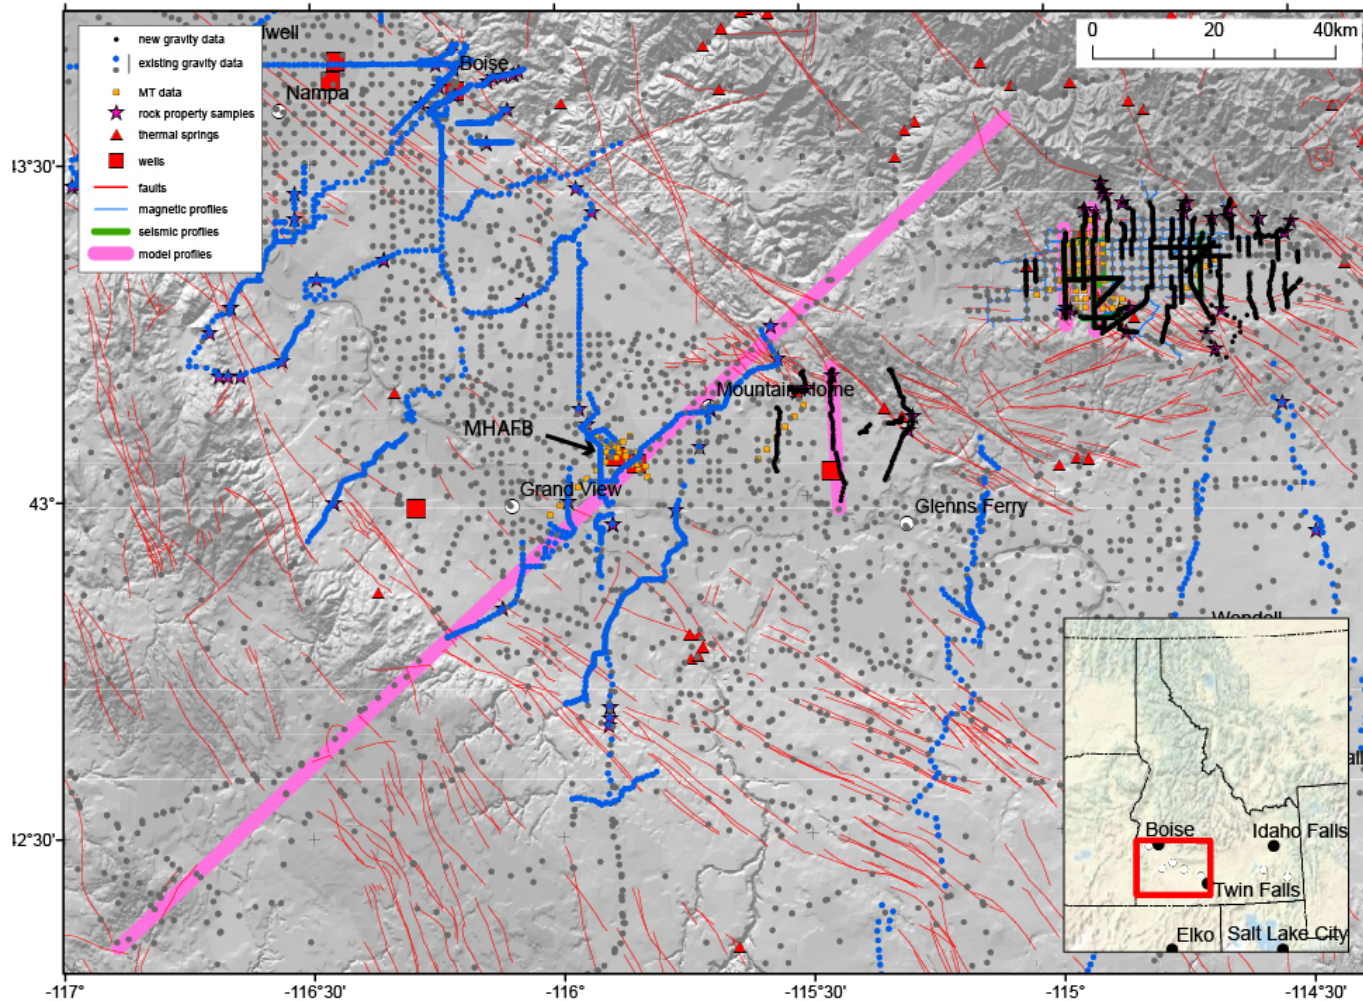 lwell
new gravity data
existing gravity data
MT data
rock property samples
thermal springs
wells
faults
magnetic profiles
seismic profiles
model profiles
0 20 40km
Boise
Nampa
13°30'
Mountain Home
MHAFB
Grand View
43°
Glenns Ferry
Wendell
all
12°30'
Boise
Idaho Falls
Twin Falls
Elko
Salt Lake City
-117°
-116°30'
-116°
-115°30'
-115°
-114°30'